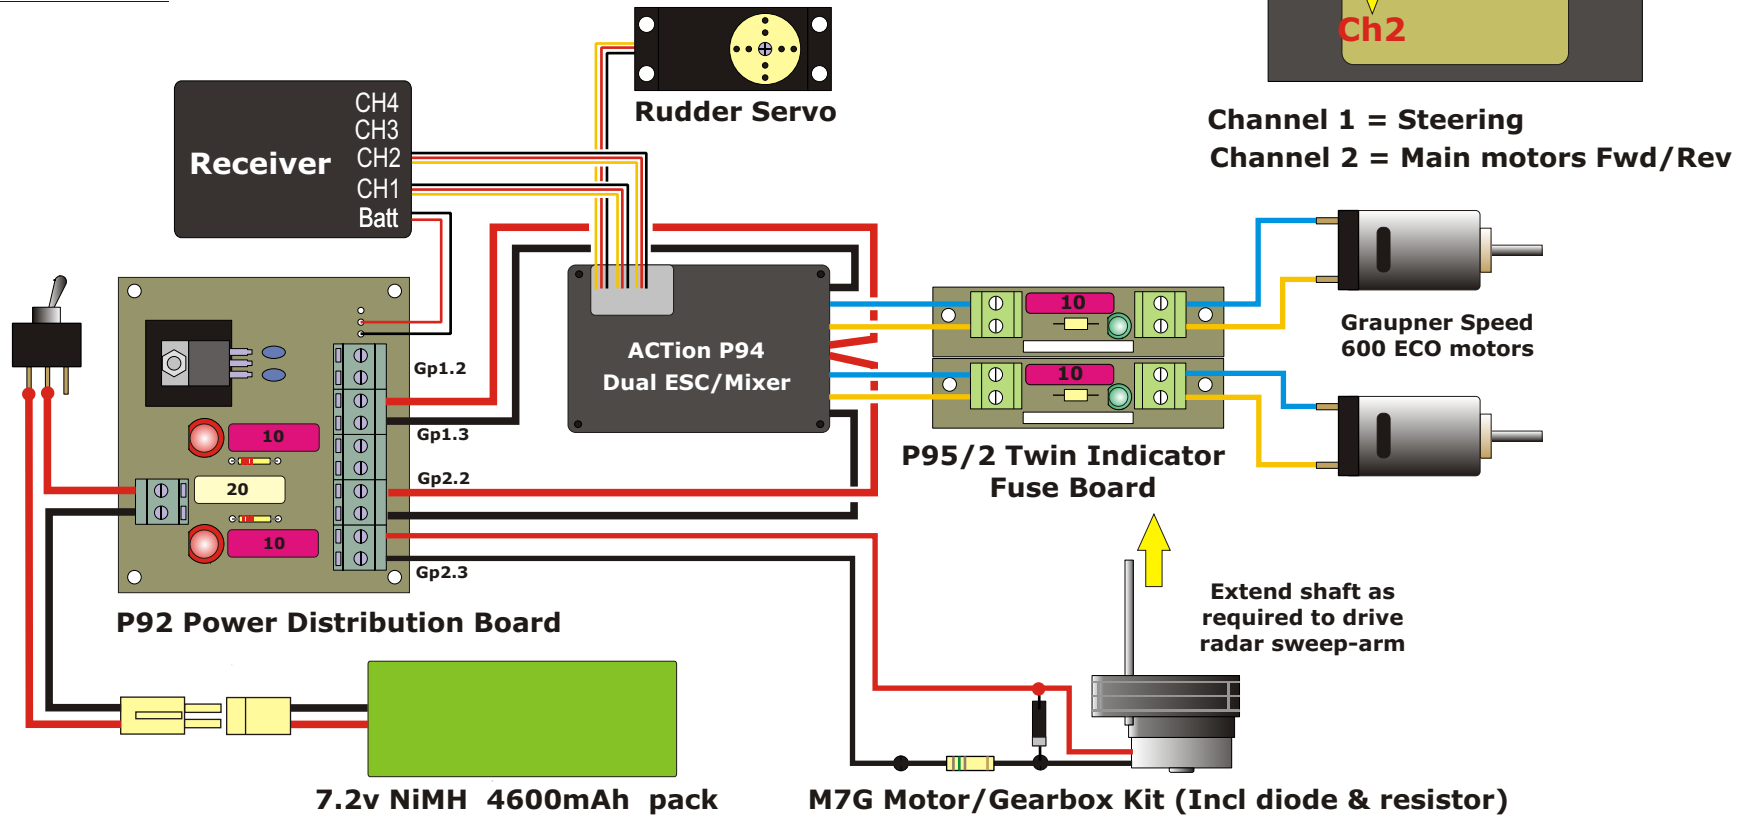 Ch2
Rudder Servo
Channel 1 = Steering
Channel 2 = Main motors Fwd/Rev
Receiver
CH4
CH3
CH2
CH1
Batt
Graupner Speed
600 ECO motors
ACTion P94
Dual ESC/Mixer
10
10
P95/2 Twin Indicator
Fuse Board
Gp1.2
Gp1.3
Gp2.2
Gp2.3
10
20
10
P92 Power Distribution Board
Extend shaft as
required to drive
radar sweep-arm
7.2v NiMH 4600mAh pack
M7G Motor/Gearbox Kit (Incl diode & resistor)